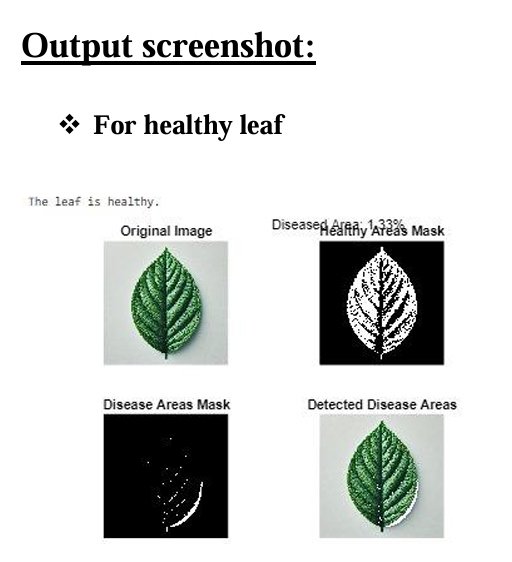 Output screenshot:
❖ For healthy leaf
The leaf is healthy.
Diseased Area: 1.33%
Original Image
Healthy Areas Mask
Disease Areas Mask
Detected Disease Areas